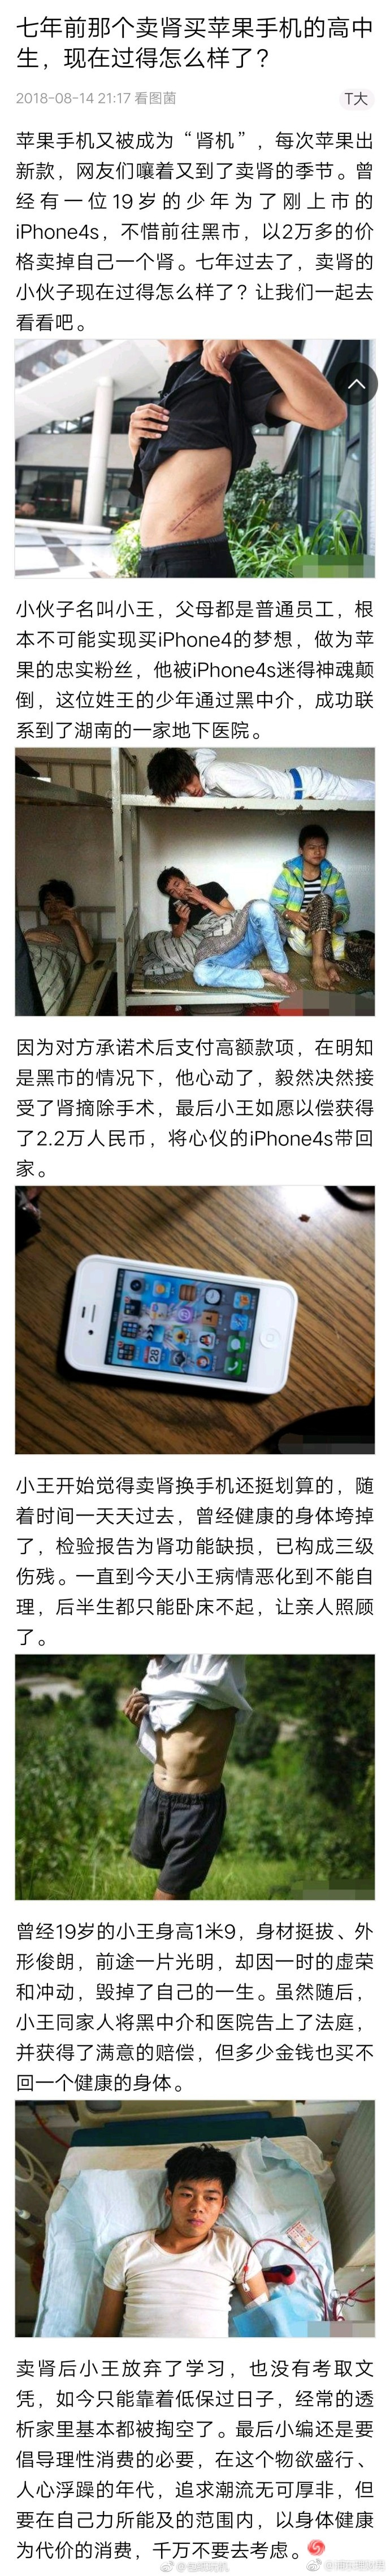 七年前那个卖肾买苹果手机的高中
生，现在过得怎么样了？
2018-08-14 21:17 看图菌
T大
苹果手机又被成为“肾机”，每次苹果出
新款，网友们嚷着又到了卖肾的季节。曾
经有一位19岁的少年为了刚上市的
iPhone4s，不惜前往黑市，以2万多的价
格卖掉自己一个肾。七年过去了，卖肾的
小伙子现在过得怎么样了？让我们一起去
看看吧。
小伙子名叫小王，父母都是普通员工，根
本不可能实现买iPhone4的梦想，做为苹
果的忠实粉丝，他被iPhone4s迷得神魂颠
倒，这位姓王的少年通过黑中介，成功联
系到了湖南的一家地下医院。
因为对方承诺术后支付高额款项，在明知
是黑市的情况下，他心动了，毅然决然接
受了肾摘除手术，最后小王如愿以偿获得
了2.2万人民币，将心仪的iPhone4s带回
家。
小王开始觉得卖肾换手机还挺划算的，随
着时间一天天过去，曾经健康的身体垮掉
了，检验报告为肾功能缺损，已构成三级
伤残。一直到今天小王病情恶化到不能自
理，后半生都只能卧床不起，让亲人照顾
了。
曾经19岁的小王身高1米9，身材挺拔、外
形俊朗，前途一片光明，却因一时的虚荣
和冲动，毁掉了自己的一生。虽然随后，
小王同家人将黑中介和医院告上了法庭，
并获得了满意的赔偿，但多少金钱也买不
回一个健康的身体。
卖肾后小王放弃了学习，也没有考取文
凭，如今只能靠着低保过日子，经常的透
析家里基本都被掏空了。最后小编还是要
倡导理性消费的必要，在这个物欲盛行、
人心浮躁的年代，追求潮流无可厚非，但
要在自己力所能及的范围内，以身体健康
为代价的消费，千万不要去考虑。